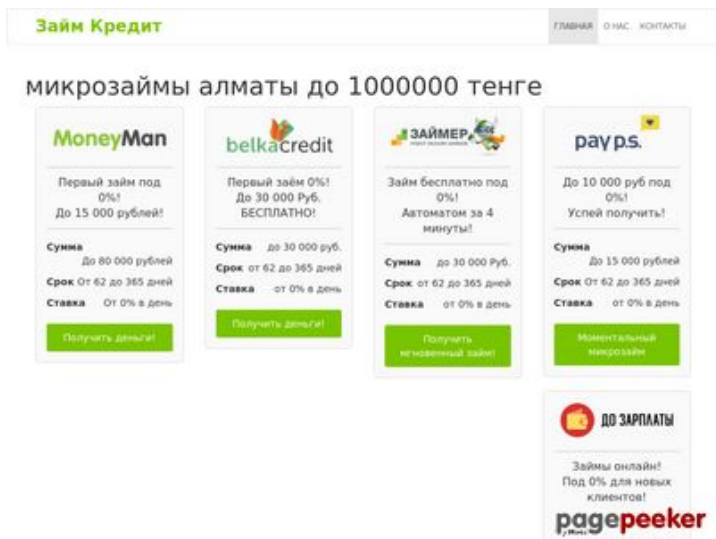 Займ Кредит
ГЛАВНАЯ О НАС. КОНТАКТЫ
микрозаймы алматы до 1000000 тенге
MoneyMan
Первый займ под
0%!
До 15 000 рублей!
Сумма
До 80 000 рублей
Срок От 62 до 365 дней
Ставка От 0% в день
Получить деньги!
belkacredit
Первый заём 0%!
До 30 000 Руб.
БЕСПЛАТНО!
Сумма до 30 000 руб.
Срок от 62 до 365 дней
Ставка от 0% в день
Получить деньги!
ЗАЙМЕР
Займ бесплатно под
0%!
Автоматом за 4
минуты!
Сумма до 30 000 Руб.
Срок от 62 до 365 дней
Ставка от 0% в день
Получить
мгновенный займ!
pay p.s.
До 10 000 руб под
0%!
Успей получить!
Сумма
До 15 000 рублей
Срок От 62 до 365 дней
Ставка от 0% в день
Моментальный
микрозайм
ДО ЗАРПЛАТЫ
Займы онлайн!
Под 0% для новых
клиентов!
pagepeeker